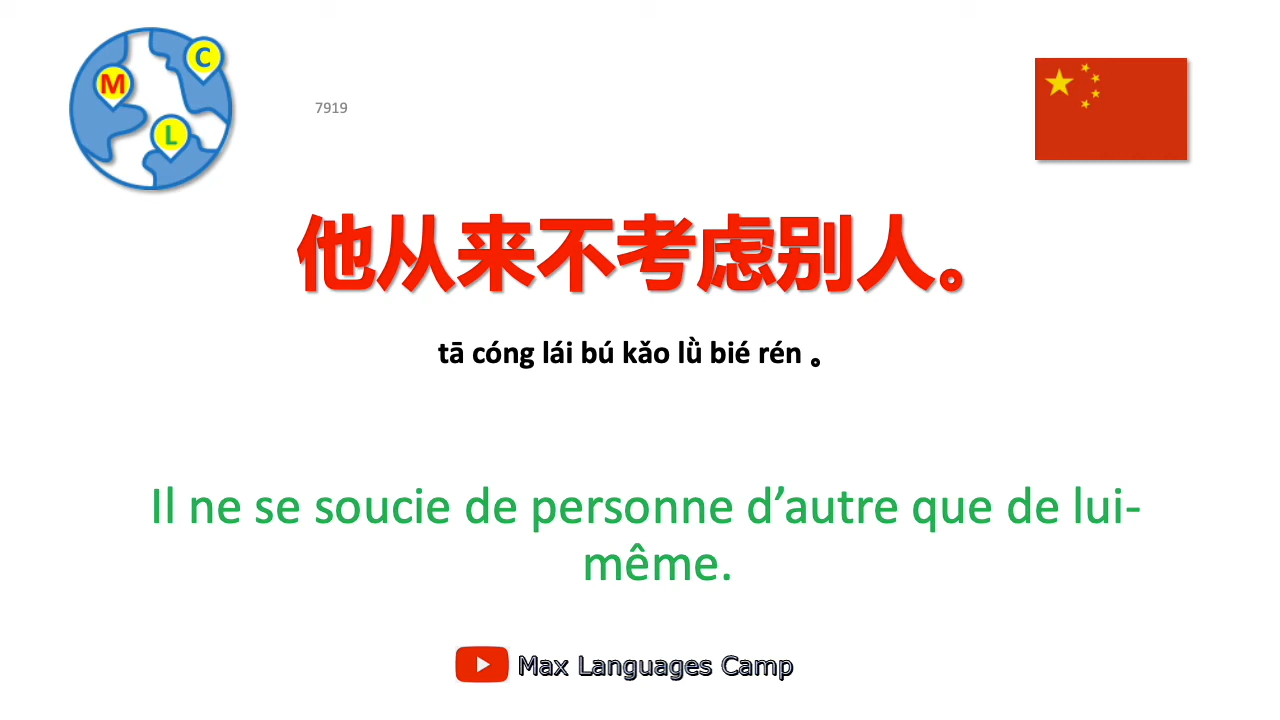 C
M
L
7919
他从来不考虑别人。
tā cóng lái bú kǎo lǜ bié rén 。
Il ne se soucie de personne d’autre que de lui-
même.
Max Languages Camp